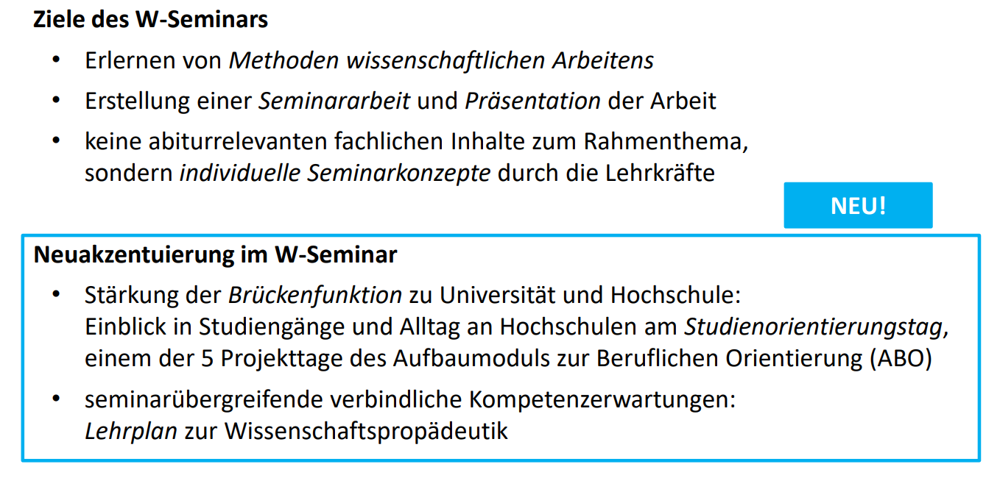 Ziele des W-Seminars
• Erlernen von Methoden wissenschaftlichen Arbeitens
• Erstellung einer Seminararbeit und Präsentation der Arbeit
• keine abiturrelevanten fachlichen Inhalte zum Rahmenthema,
sondern individuelle Seminarkonzepte durch die Lehrkräfte
NEU!
Neuakzentuierung im W-Seminar
• Stärkung der Brückenfunktion zu Universität und Hochschule:
Einblick in Studiengänge und Alltag an Hochschulen am Studienorientierungstag,
einem der 5 Projekttage des Aufbaumoduls zur Beruflichen Orientierung (ABO)
• seminarübergreifende verbindliche Kompetenzerwartungen:
Lehrplan zur Wissenschaftspropädeutik